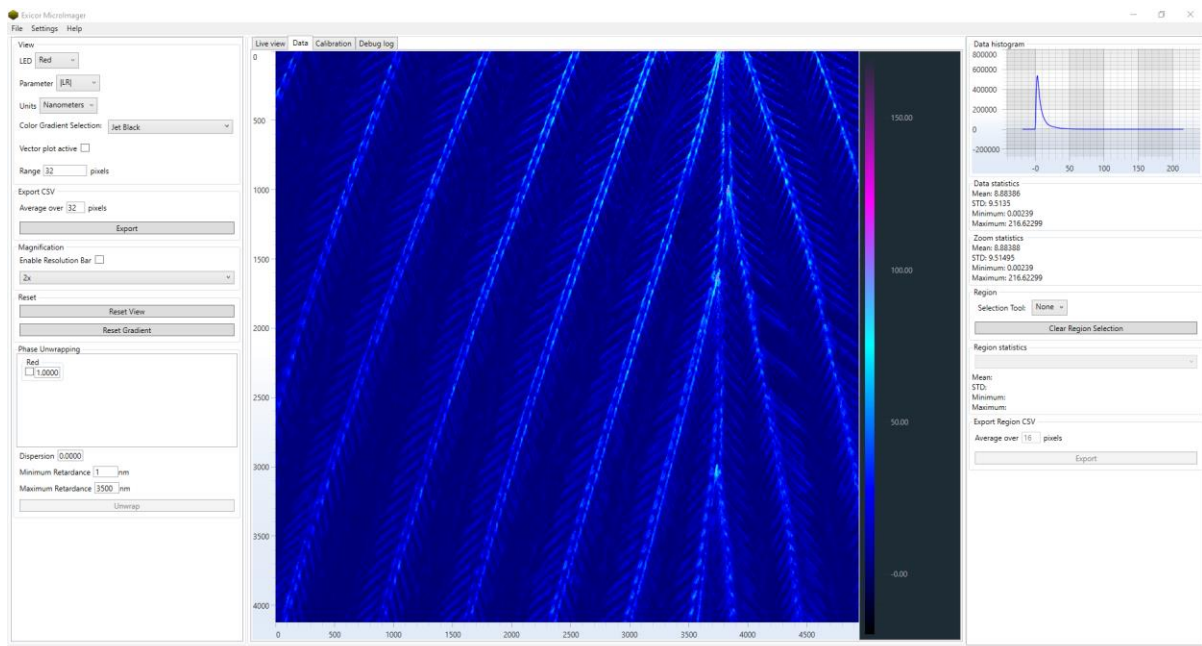 Exicor MicroImager
File Settings Help
View
LED Red
Parameter |LR|
Units Nanometers
Color Gradient Selection: Jet Black
Vector plot active
Range 32 pixels
Export CSV
Average over 32 pixels
Export
Magnification
Enable Resolution Bar
2x
Reset
Reset View
Reset Gradient
Phase Unwrapping
Red
1.0000
Dispersion 0.0000
Minimum Retardance 1 nm
Maximum Retardance 3500 nm
Unwrap
Live view Data Calibration Debug log
0
500
1000
1500
2000
2500
3000
3500
4000
0 500 1000 1500 2000 2500 3000 3500 4000 4500
150.00
100.00
50.00
-0.00
Data histogram
800000
600000
400000
200000
0
-200000
-0 50 100 150 200
Data statistics
Mean: 8.88386
STD: 9.5135
Minimum: 0.00239
Maximum: 216.62299
Zoom statistics
Mean: 8.88388
STD: 9.51495
Minimum: 0.00239
Maximum: 216.62299
Region
Selection Tool: None
Clear Region Selection
Region statistics
Mean:
STD:
Minimum:
Maximum:
Export Region CSV
Average over 16 pixels
Export